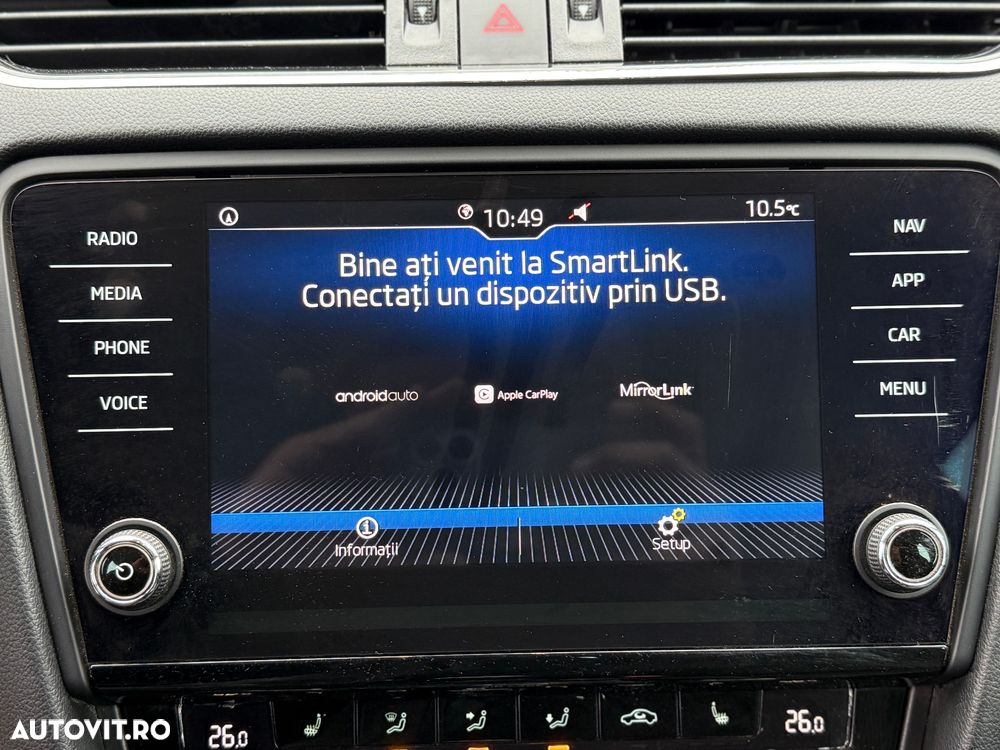 10:49
10.5°C
RADIO
MEDIA
PHONE
VOICE
Bine ați venit la SmartLink.
Conectați un dispozitiv prin USB.
androidauto
Apple CarPlay
MirrorLink
Informații
Setup
NAV
APP
CAR
MENU
26.0
26.0
AUTOVIT.RO